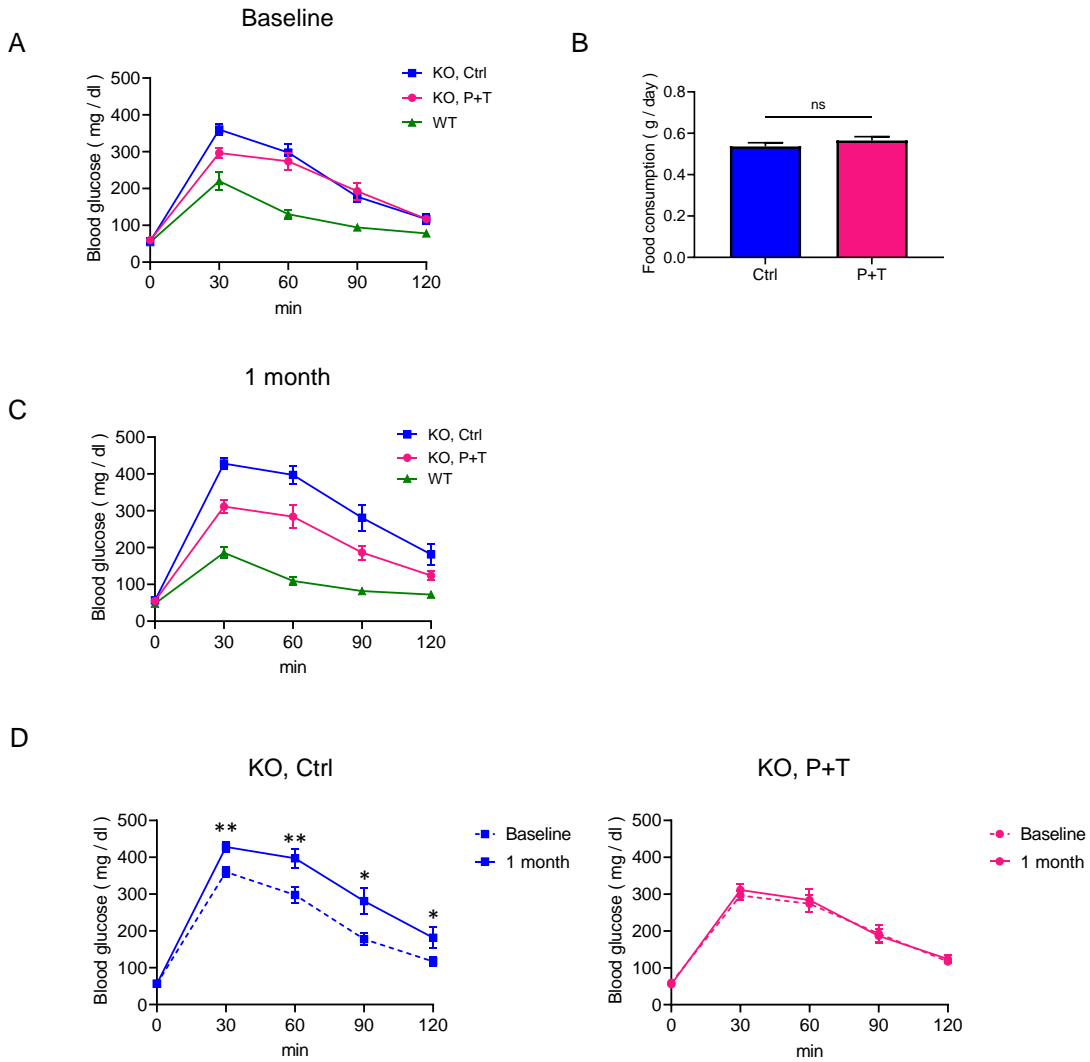 Baseline
A
Blood glucose ( mg / dl )
500
400
300
200
100
0
0 30 60 90 120
min
KO, Ctrl
KO, P+T
WT
B
Food consumption ( g / day )
0.8
0.6
0.4
0.2
0.0
ns
Ctrl P+T
1 month
C
Blood glucose ( mg / dl )
500
400
300
200
100
0
0 30 60 90 120
min
KO, Ctrl
KO, P+T
WT
D
KO, Ctrl
Blood glucose ( mg / dl )
500
400
300
200
100
0
** ** * *
0 30 60 90 120
min
Baseline
1 month
KO, P+T
Blood glucose ( mg / dl )
500
400
300
200
100
0
0 30 60 90 120
min
Baseline
1 month